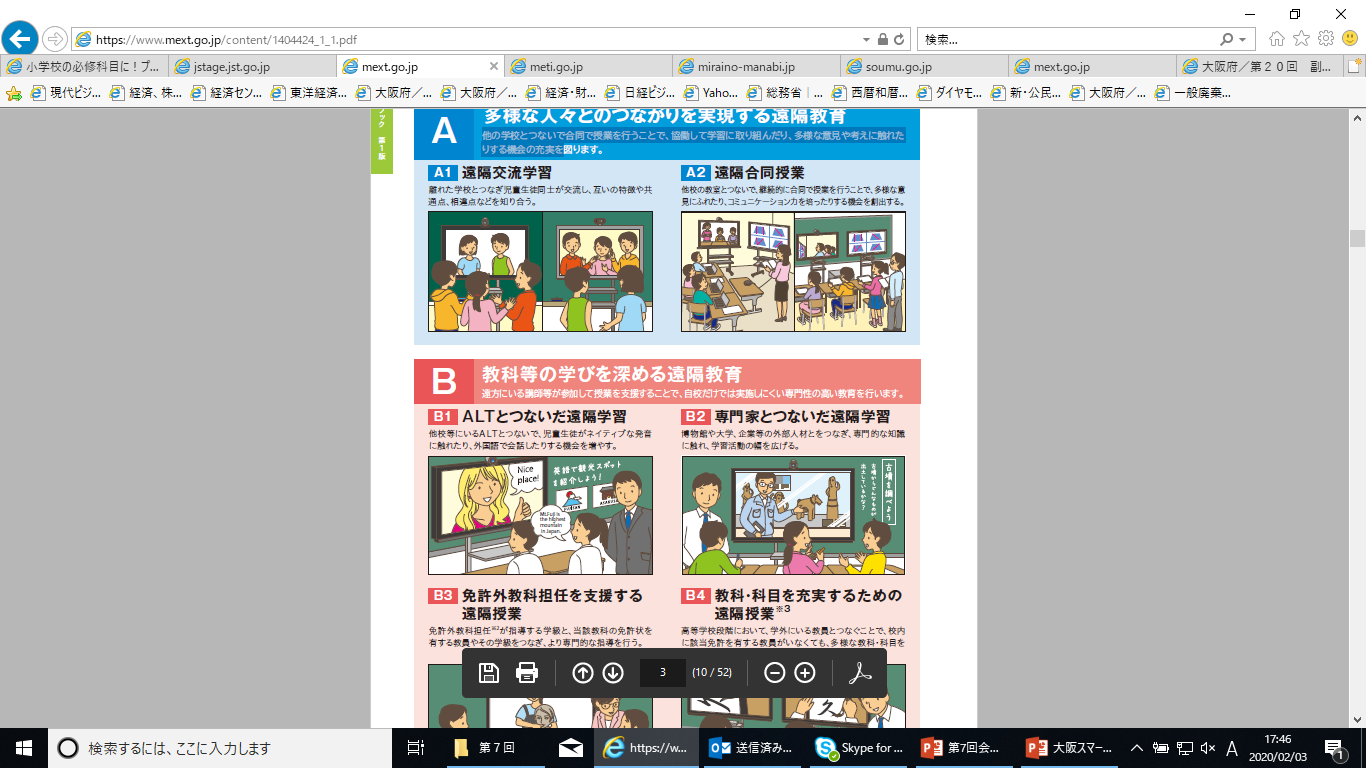 https://www.mext.go.jp/content/1404424_1_1.pdf
検索...
小学校の必修科目に！プ...
jstage.jst.go.jp
mext.go.jp
meti.go.jp
miraino-manabi.jp
soumu.go.jp
mext.go.jp
大阪府／第２０回　副...
現代ビジ...
経済、株...
経済セン...
東洋経済...
大阪府／...
大阪府／...
経済・財...
日経ビジ...
Yaho...
総務省｜...
西暦和暦...
ダイヤモ...
新・公民...
大阪府／...
一般廃棄...
ック 第1版
A
多様な人々とのつながりを実現する遠隔教育
他の学校とつないで合同で授業を行うことで、協働して学習に取り組んだり、多様な意見や考えに触れた
りする機会の充実を図ります。
A1 遠隔交流学習
離れた学校とつなぎ児童生徒同士が交流し、互いの特徴や共
通点、相違点などを知り合う。
A2 遠隔合同授業
他校の教室とつないで、継続的に合同で授業を行うことで、多様な意
見にふれたり、コミュニケーション力を培ったりする機会を創出する。
B
教科等の学びを深める遠隔教育
遠方にいる講師等が参加して授業を支援することで、自校だけでは実施しにくい専門性の高い教育を行います。
B1 ALTとつないだ遠隔学習
他校等にいるALTとつないで、児童生徒がネイティブな発音
に触れたり、外国語で会話したりする機会を増やす。
Nice
place!
英語で観光スポット
を紹介しよう！
Mt.Fuji is
the highest
mountain
in Japan.
B2 専門家とつないだ遠隔学習
博物館や大学、企業等の外部人材とをつなぎ、専門的な知識
に触れ、学習活動の幅を広げる。
古墳を調べよう
古墳からどんなものが
出土しているかな？
B3 免許外教科担任を支援する
遠隔授業
免許外教科担任※2が指導する学級と、当該教科の免許状を
有する教員やその学級をつなぎ、より専門的な指導を行う。
B4 教科・科目を充実するための
遠隔授業※3
高等学校段階において、学外にいる教員とつなぐことで、校内
に該当免許を有する教員がいなくても、多様な教科・科目を
3
(10 / 52)
検索するには、ここに入力します
第７回
https://w...
送信済み...
Skype for ...
第7回会...
大阪スマー...
A
17:46
2020/02/03
1